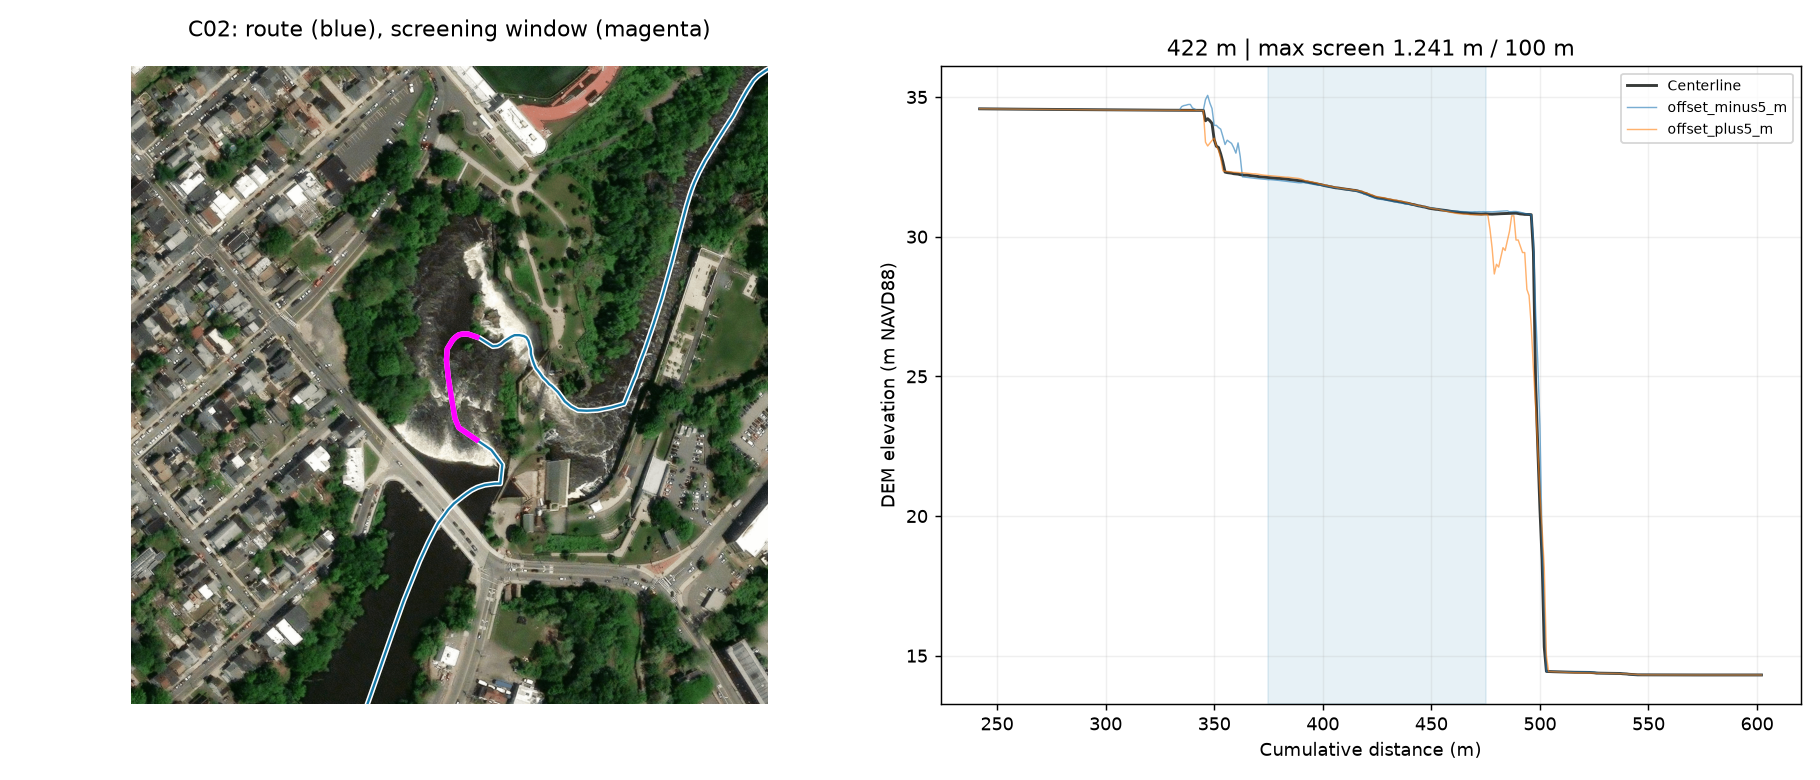 C02: route (blue), screening window (magenta)
422 m | max screen 1.241 m / 100 m
Centerline
offset_minus5_m
offset_plus5_m
DEM elevation (m NAVD88)
35
30
25
20
15
250 300 350 400 450 500 550 600
Cumulative distance (m)